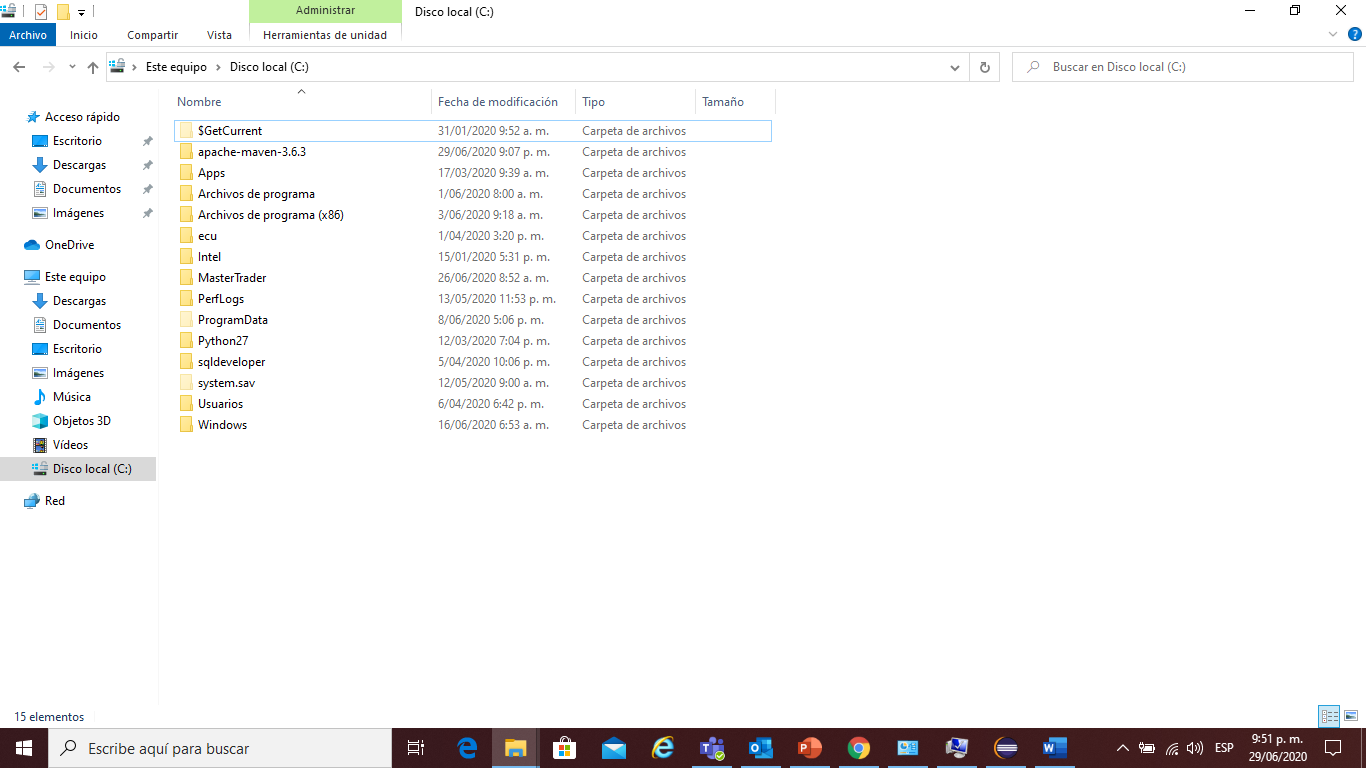 Administrar
Disco local (C:)
Archivo
Inicio
Compartir
Vista
Herramientas de unidad
Este equipo > Disco local (C:)
Buscar en Disco local (C:)
Nombre
Fecha de modificación
Tipo
Tamaño
Acceso rápido
Escritorio
Descargas
Documentos
Imágenes
OneDrive
Este equipo
Descargas
Documentos
Escritorio
Imágenes
Música
Objetos 3D
Vídeos
Disco local (C:)
Red
$GetCurrent 31/01/2020 9:52 a. m. Carpeta de archivos
apache-maven-3.6.3 29/06/2020 9:07 p. m. Carpeta de archivos
Apps 17/03/2020 9:39 a. m. Carpeta de archivos
Archivos de programa 1/06/2020 8:00 a. m. Carpeta de archivos
Archivos de programa (x86) 3/06/2020 9:18 a. m. Carpeta de archivos
ecu 1/04/2020 3:20 p. m. Carpeta de archivos
Intel 15/01/2020 5:31 p. m. Carpeta de archivos
MasterTrader 26/06/2020 8:52 a. m. Carpeta de archivos
PerfLogs 13/05/2020 11:53 p. m. Carpeta de archivos
ProgramData 8/06/2020 5:06 p. m. Carpeta de archivos
Python27 12/03/2020 7:04 p. m. Carpeta de archivos
sqldeveloper 5/04/2020 10:06 p. m. Carpeta de archivos
system.sav 12/05/2020 9:00 a. m. Carpeta de archivos
Usuarios 6/04/2020 6:42 p. m. Carpeta de archivos
Windows 16/06/2020 6:53 a. m. Carpeta de archivos
15 elementos
Escribe aquí para buscar
ESP
9:51 p. m.
29/06/2020